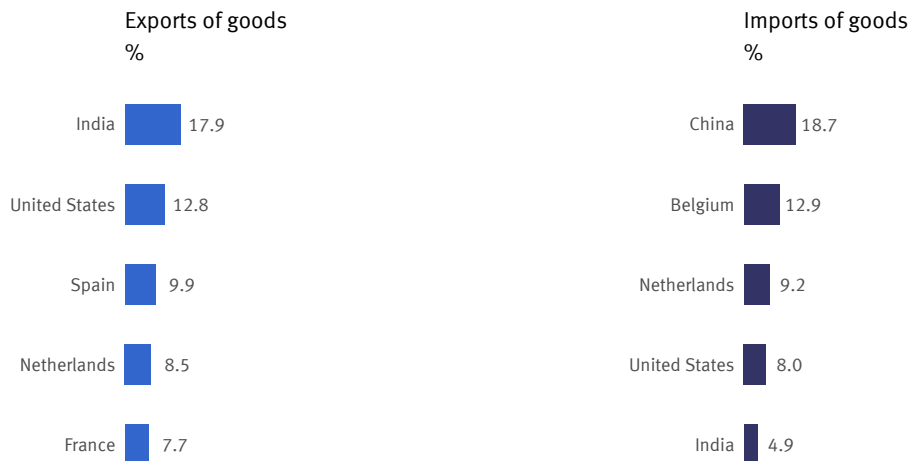 Exports of goods
%
India 17.9
United States 12.8
Spain 9.9
Netherlands 8.5
France 7.7
Imports of goods
%
China 18.7
Belgium 12.9
Netherlands 9.2
United States 8.0
India 4.9